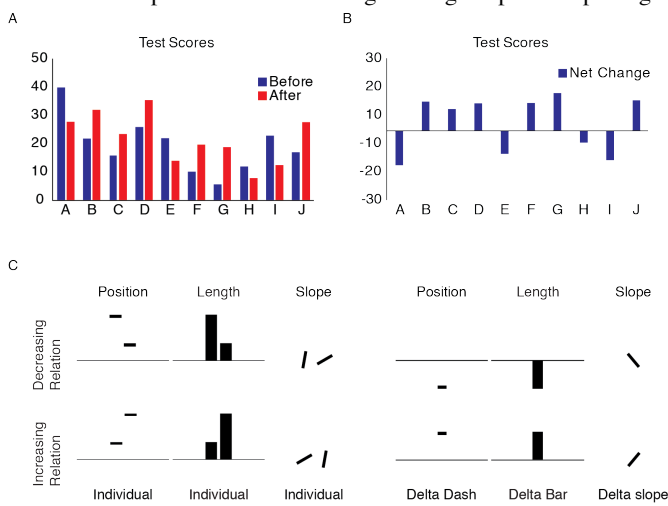 A
B
Test Scores
50
40
30
20
10
0
Before
After
A B C D E F G H I J
Test Scores
30
20
10
-10
-20
-30
Net Change
A B C D E F G H I J
C
Position Length Slope Position Length Slope
Decreasing
Relation
Increasing
Relation
Individual Individual Individual Delta Dash Delta Bar Delta slope